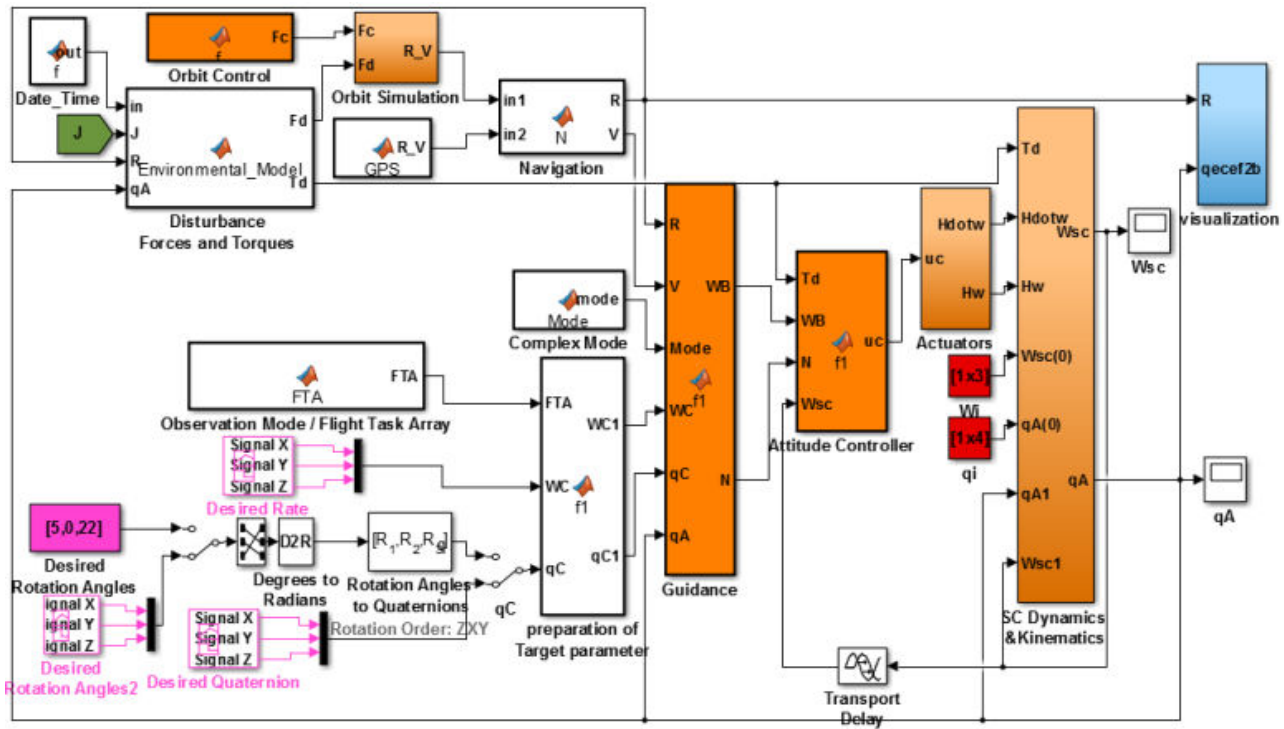 out
f
Date_Time
f
Fc
Orbit Control
Fc
Fd
R_V
Orbit Simulation
in
J
R
qA
Environmental_Model
Fd
Td
J
Disturbance
Forces and Torques
R_V
GPS
in1
in2
N
R
V
Navigation
R
qecef2b
visualization
mode
Mode
Complex Mode
FTA
FTA
Observation Mode / Flight Task Array
Signal X
Signal Y
Signal Z
Desired Rate
[5,0,22]
Desired
Rotation Angles
ignal X
ignal Y
ignal Z
Desired
Rotation Angles2
D2R
Degrees to
Radians
Rotation Angles
to Quaternions
Rotation Order: ZXY
Signal X
Signal Y
Signal Z
Desired Quaternion
qC
FTA
WC
qC
f1
WC1
qC1
preparation of
Target parameter
R
V
Mode
WC
qC
qA
f1
WB
N
Guidance
Td
WB
N
Wsc
f1
uc
Attitude Controller
uc
Hdotw
Hw
Actuators
[1x3]
Wi
[1x4]
qi
Td
Hdotw
Hw
Wsc(0)
qA(0)
qA1
Wsc1
Wsc
qA
SC Dynamics
&Kinematics
Wsc
qA
Transport
Delay